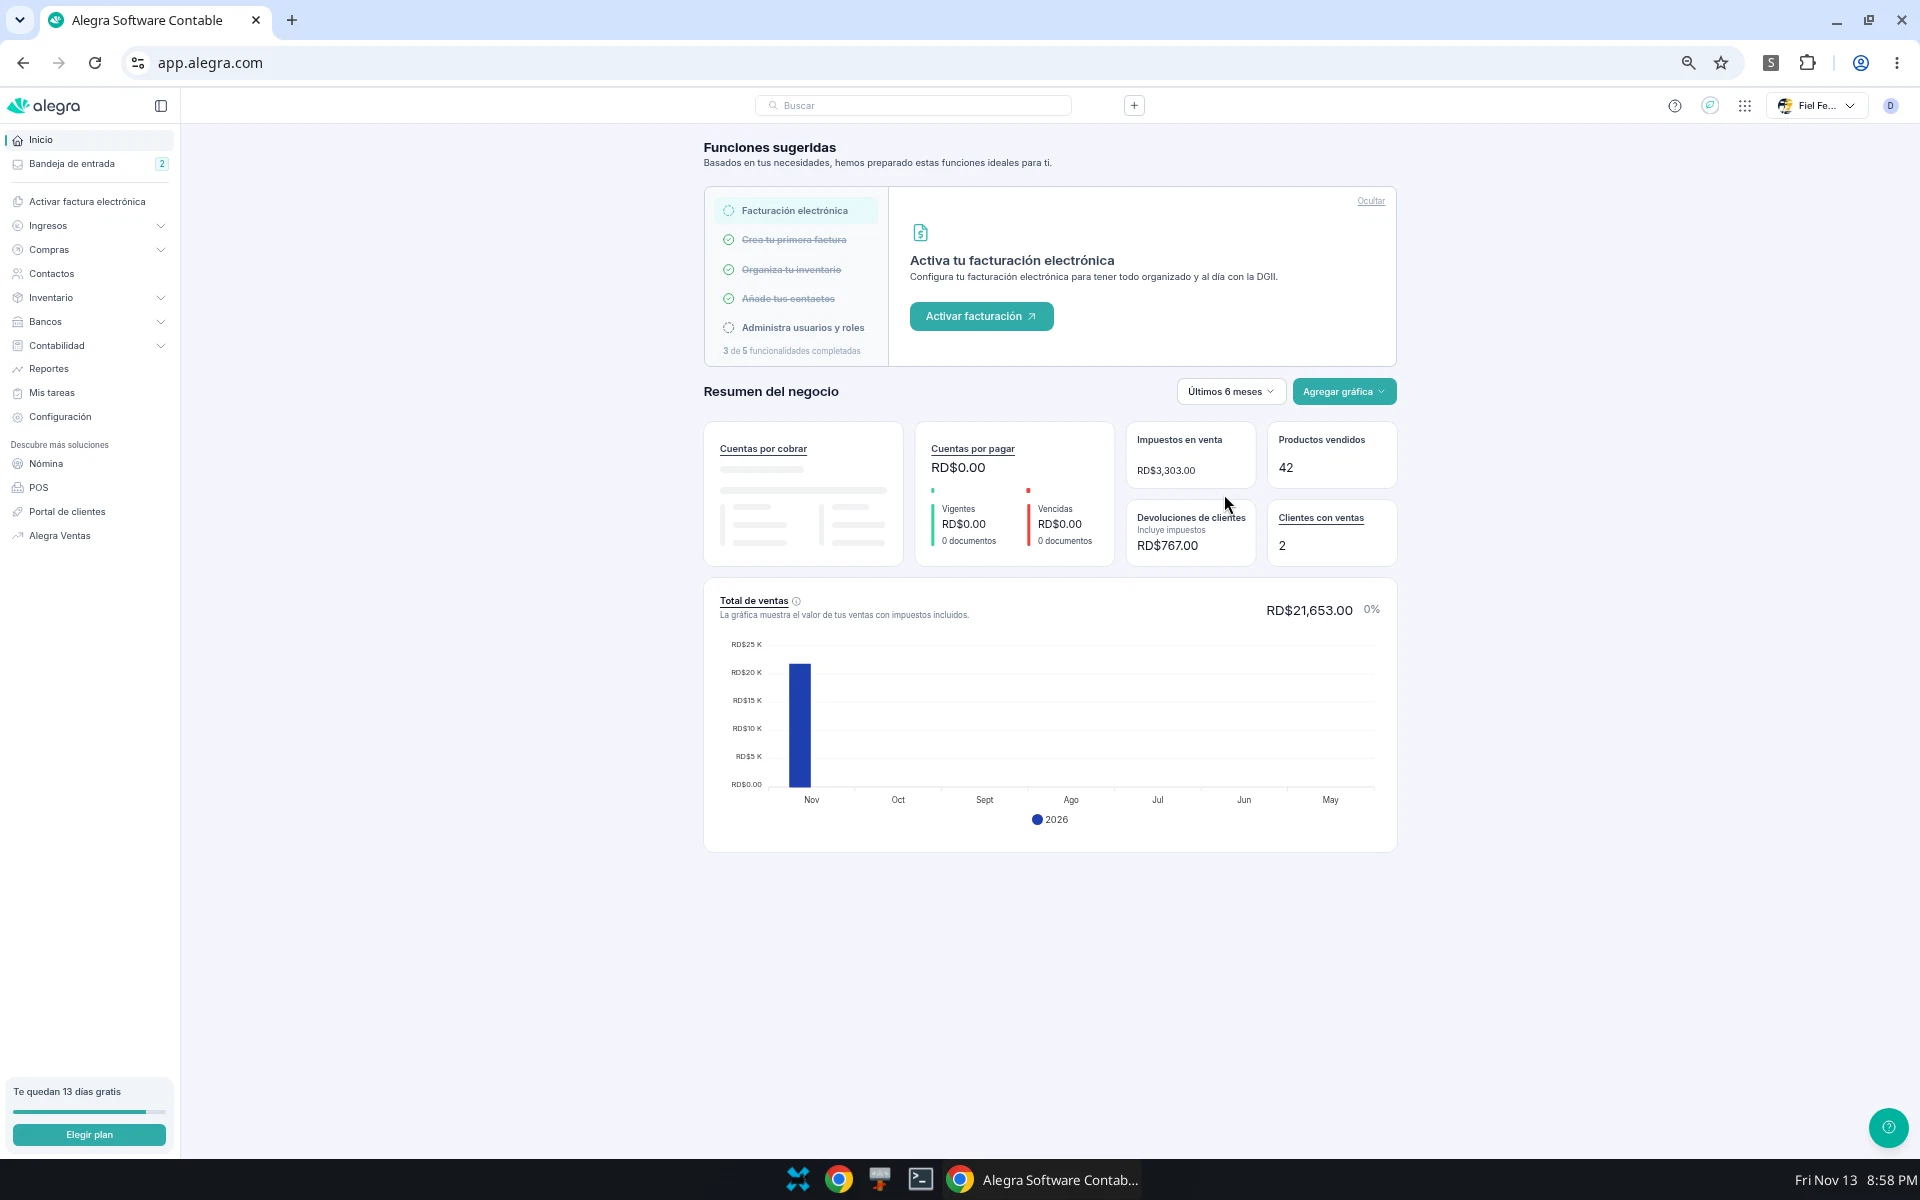 Alegra Software Contable
app.alegra.com
S
alegra
Buscar
Fiel Fe...
D
Inicio
Bandeja de entrada
2
Activar factura electrónica
Ingresos
Compras
Contactos
Inventario
Bancos
Contabilidad
Reportes
Mis tareas
Configuración
Descubre más soluciones
Nómina
POS
Portal de clientes
Alegra Ventas
Te quedan 13 días gratis
Elegir plan
Funciones sugeridas
Basados en tus necesidades, hemos preparado estas funciones ideales para ti.
Facturación electrónica
Crea tu primera factura
Organiza tu inventario
Añade tus contactos
Administra usuarios y roles
3 de 5 funcionalidades completadas
Ocultar
Activa tu facturación electrónica
Configura tu facturación electrónica para tener todo organizado y al día con la DGII.
Activar facturación
Resumen del negocio
Últimos 6 meses
Agregar gráfica
Cuentas por cobrar
Cuentas por pagar
RD$0.00
Vigentes
RD$0.00
0 documentos
Vencidas
RD$0.00
0 documentos
Impuestos en venta
RD$3,303.00
Productos vendidos
42
Devoluciones de clientes
Incluye impuestos
RD$767.00
Clientes con ventas
2
Total de ventas
La gráfica muestra el valor de tus ventas con impuestos incluidos.
RD$21,653.00 0%
RD$25 K
RD$20 K
RD$15 K
RD$10 K
RD$5 K
RD$0.00
Nov Oct Sept Ago Jul Jun May
2026
Alegra Software Contab...
Fri Nov 13 8:58 PM